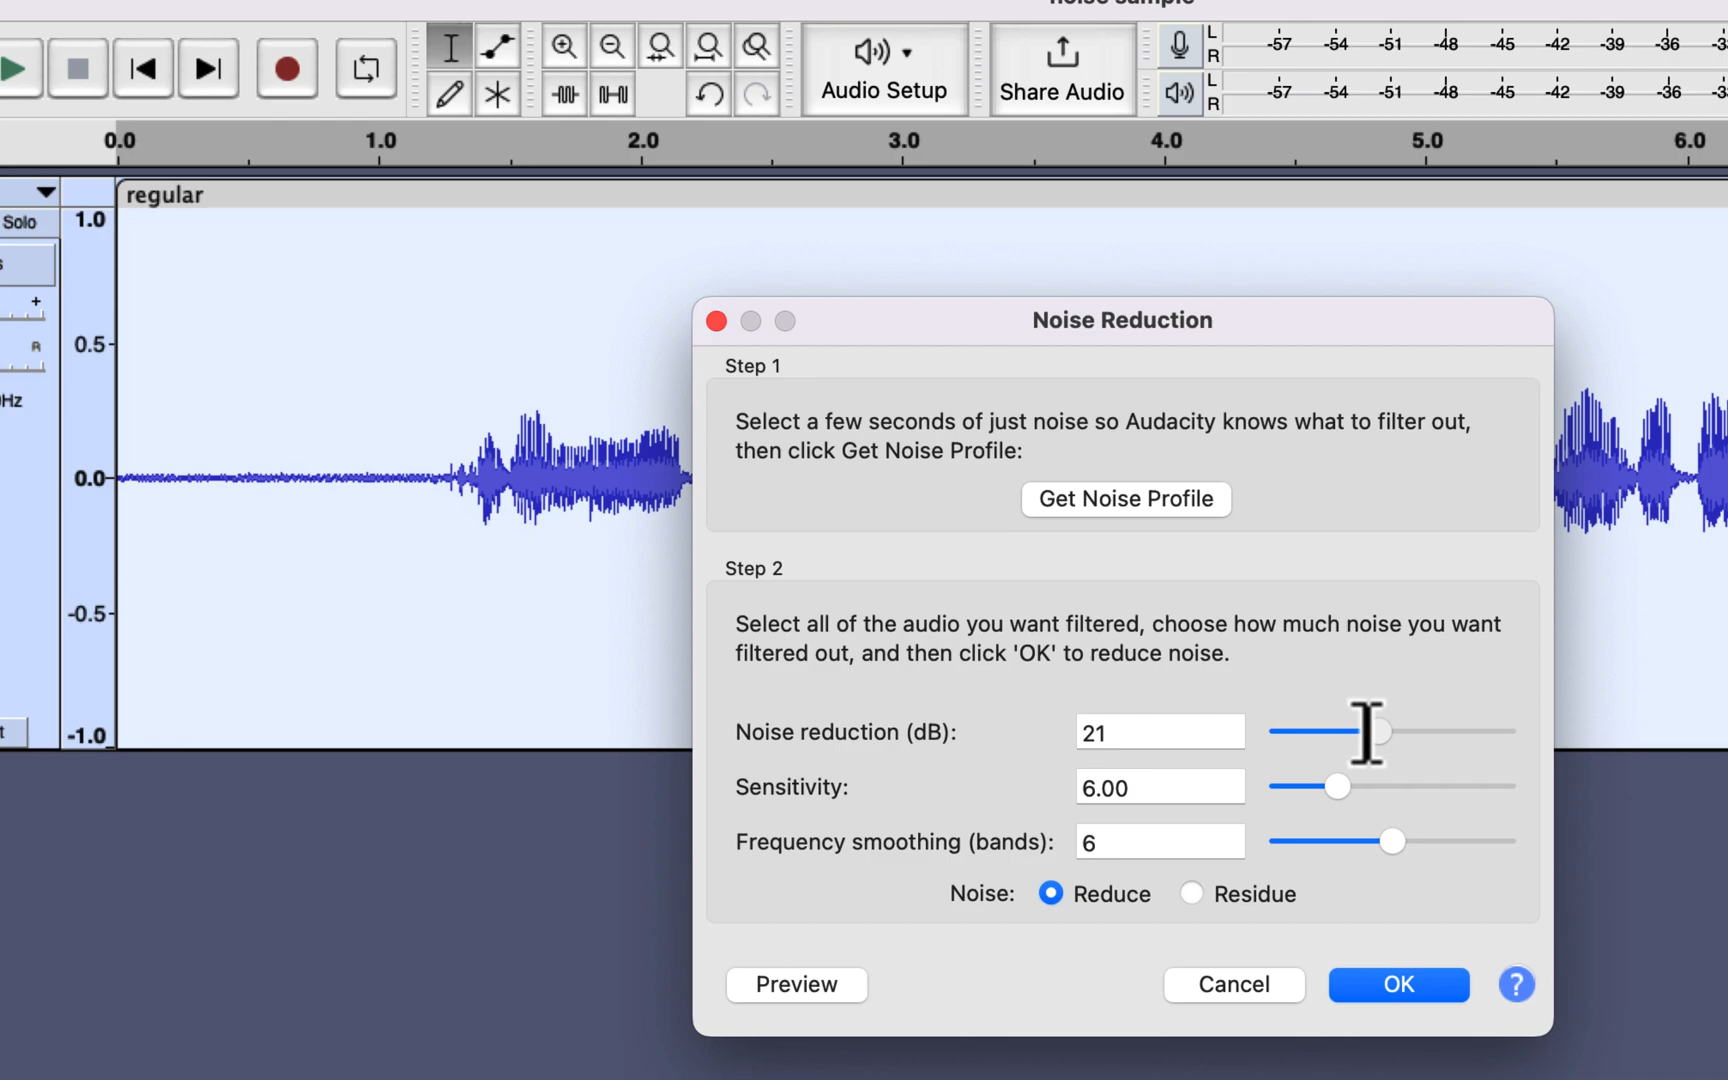 noise sample
L
R
-57 -54 -51 -48 -45 -42 -39 -36
Audio Setup
Share Audio
L
R
-57 -54 -51 -48 -45 -42 -39 -36
0.0 1.0 2.0 3.0 4.0 5.0 6.0
regular
Solo
1.0
+
0.5
R
Hz
0.0
-0.5
-1.0
Noise Reduction
Step 1
Select a few seconds of just noise so Audacity knows what to filter out,
then click Get Noise Profile:
Get Noise Profile
Step 2
Select all of the audio you want filtered, choose how much noise you want
filtered out, and then click 'OK' to reduce noise.
Noise reduction (dB): 21
Sensitivity: 6.00
Frequency smoothing (bands): 6
Noise: Reduce Residue
Preview
Cancel
OK
?